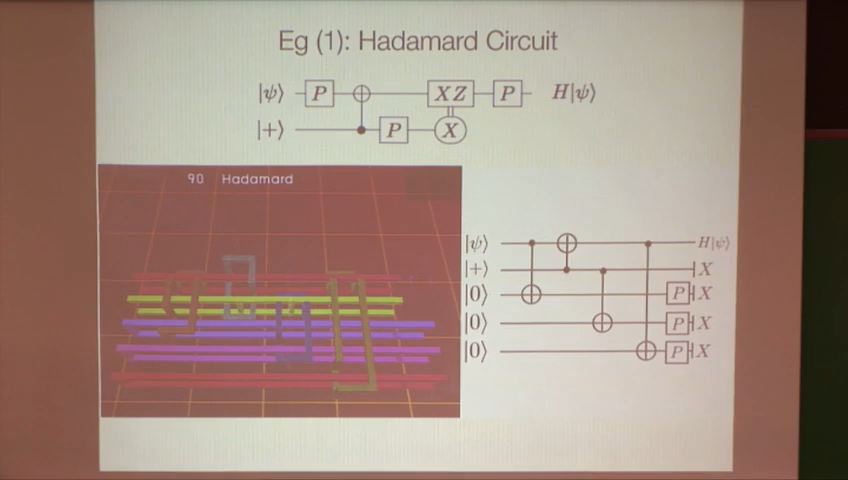 Eg (1): Hadamard Circuit
|ψ⟩ P XZ P H|ψ⟩
|+⟩ P X
90 Hadamard
|ψ⟩ H|ψ⟩
|+⟩ X
|0⟩ P X
|0⟩ P X
|0⟩ P X